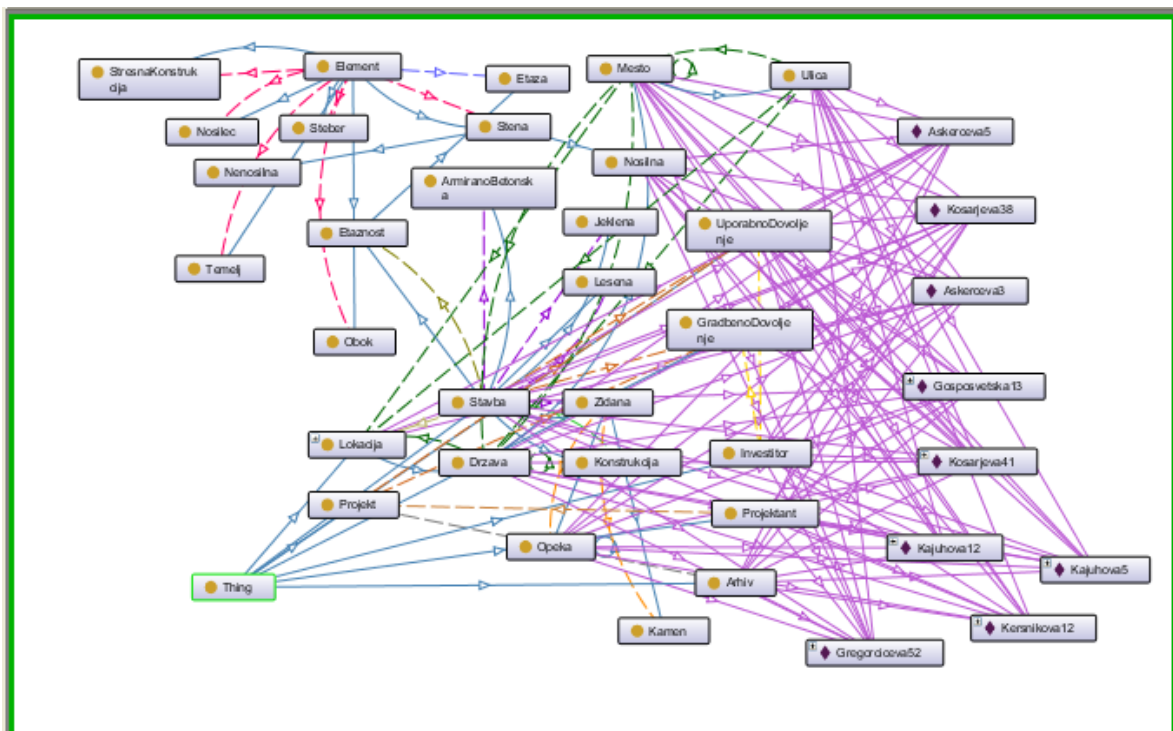 Element
Mesto
StresnaKonstruk
cija
Etaza
Ulica
Nosilec
Steber
Stena
Askerceva5
Nenosilna
Nosilna
ArmiranoBetonsk
a
Kosarjeva38
Etaznost
Jeklena
UporabnoDovolje
nje
Temelj
Lesena
Askerceva3
GradbenoDovolje
nje
Obok
Gosposvetska13
Stavba
Zidana
Lokacija
Drzava
Konstrukcija
Investitor
Kosarjeva41
Projekt
Projektant
Opeka
Kajuhova12
Kajuhova5
Thing
Arhiv
Kamen
Kersnikova12
Gregorciceva52